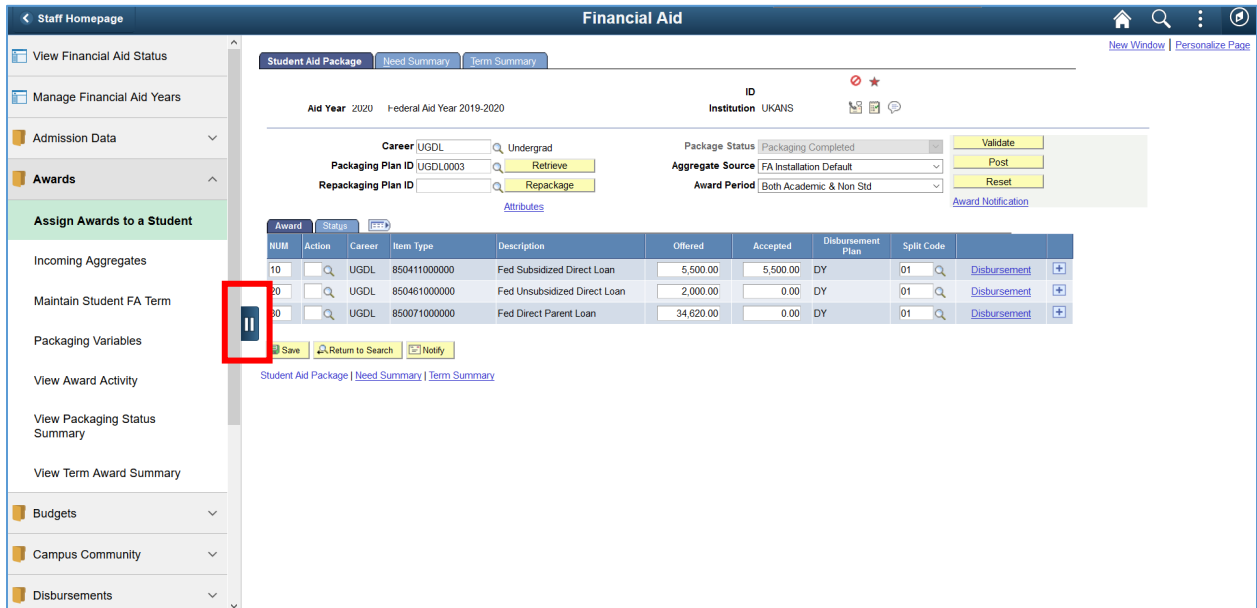 Staff Homepage
Financial Aid
New Window | Personalize Page
View Financial Aid Status
Manage Financial Aid Years
Admission Data
Awards
Assign Awards to a Student
Incoming Aggregates
Maintain Student FA Term
Packaging Variables
View Award Activity
View Packaging Status
Summary
View Term Award Summary
Budgets
Campus Community
Disbursements
Student Aid Package Need Summary Term Summary
ID
Aid Year 2020 Federal Aid Year 2019-2020 Institution UKANS
Career UGDL Undergrad Package Status Packaging Completed Validate
Packaging Plan ID UGDL0003 Retrieve Aggregate Source FA Installation Default Post
Repackaging Plan ID Repackage Award Period Both Academic & Non Std Reset
Attributes Award Notification
Award Status
NUM Action Career Item Type Description Offered Accepted Disbursement Plan Split Code
10 UGDL 850411000000 Fed Subsidized Direct Loan 5,500.00 5,500.00 DY 01 Disbursement
20 UGDL 850461000000 Fed Unsubsidized Direct Loan 2,000.00 0.00 DY 01 Disbursement
30 UGDL 850071000000 Fed Direct Parent Loan 34,620.00 0.00 DY 01 Disbursement
Save Return to Search Notify
Student Aid Package | Need Summary | Term Summary